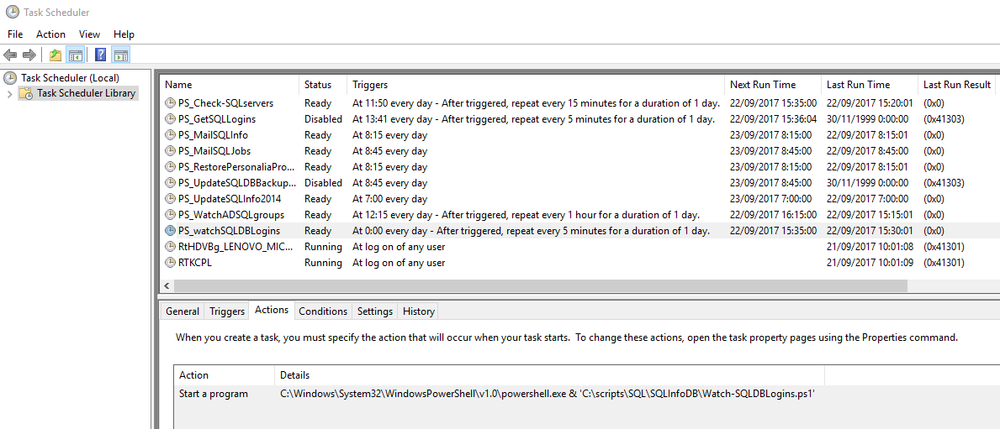 Task Scheduler
File Action View Help
Task Scheduler (Local)
Task Scheduler Library
Name Status Triggers Next Run Time Last Run Time Last Run Result
PS_Check-SQLservers Ready At 11:50 every day - After triggered, repeat every 15 minutes for a duration of 1 day. 22/09/2017 15:35:00 22/09/2017 15:20:01 (0x0)
PS_GetSQLLogins Disabled At 13:41 every day - After triggered, repeat every 5 minutes for a duration of 1 day. 22/09/2017 15:36:04 30/11/1999 0:00:00 (0x41303)
PS_MailSQLInfo Ready At 8:15 every day 23/09/2017 8:15:00 22/09/2017 8:15:01 (0x0)
PS_MailSQLJobs Ready At 8:45 every day 23/09/2017 8:45:00 22/09/2017 8:45:00 (0x0)
PS_RestorePersonaliaPro... Ready At 8:15 every day 23/09/2017 8:15:00 22/09/2017 8:15:01 (0x0)
PS_UpdateSQLDBBackup... Disabled At 8:45 every day 23/09/2017 8:45:00 30/11/1999 0:00:00 (0x41303)
PS_UpdateSQLInfo2014 Ready At 7:00 every day 23/09/2017 7:00:00 22/09/2017 7:00:00 (0x0)
PS_WatchADSQLgroups Ready At 12:15 every day - After triggered, repeat every 1 hour for a duration of 1 day. 22/09/2017 16:15:00 22/09/2017 15:15:01 (0x0)
PS_watchSQLDBLogins Ready At 0:00 every day - After triggered, repeat every 5 minutes for a duration of 1 day. 22/09/2017 15:35:00 22/09/2017 15:30:01 (0x0)
RtHDVBg_LENOVO_MIC... Running At log on of any user 21/09/2017 10:01:08 (0x41301)
RTKCPL Running At log on of any user 21/09/2017 10:01:09 (0x41301)
General Triggers Actions Conditions Settings History
When you create a task, you must specify the action that will occur when your task starts. To change these actions, open the task property pages using the Properties command.
Action Details
Start a program C:\Windows\System32\WindowsPowerShell\v1.0\powershell.exe & 'C:\scripts\SQL\SQLInfoDB\Watch-SQLDBLogins.ps1'